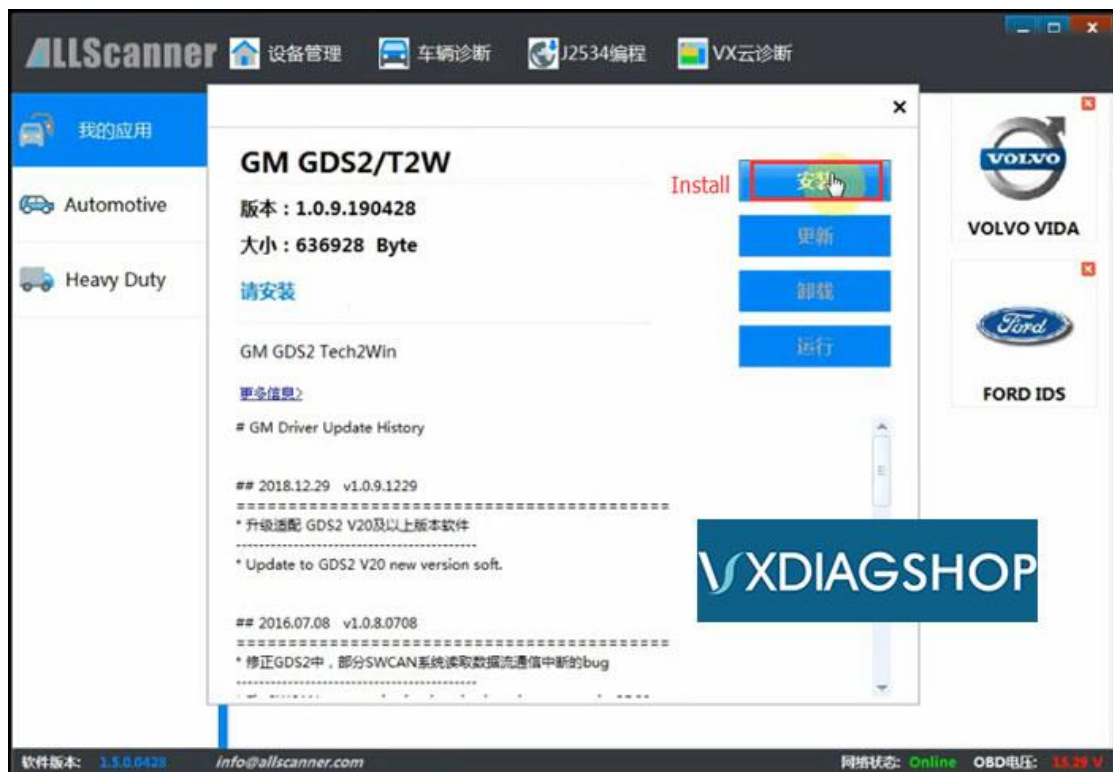 ALLScanner 设备管理 车辆诊断 J2534编程 VX云诊断
我的应用
Automotive
Heavy Duty
GM GDS2/T2W
版本：1.0.9.190428
大小：636928 Byte
请安装
GM GDS2 Tech2Win
更多信息>
Install 安装
更新
卸载
运行
# GM Driver Update History
## 2018.12.29 v1.0.9.1229
==========================================
* 升级适配 GDS2 V20及以上版本软件
------------------------------------------
* Update to GDS2 V20 new version soft.
## 2016.07.08 v1.0.8.0708
==========================================
* 修正GDS2中，部分SWCAN系统读取数据流通信中断的bug
------------------------------------------
VOLVO
VOLVO VIDA
Ford
FORD IDS
VXDIAGSHOP
软件版本: 1.5.0.0428 info@allscanner.com 网络状态: Online OBD电压: 15.29 V